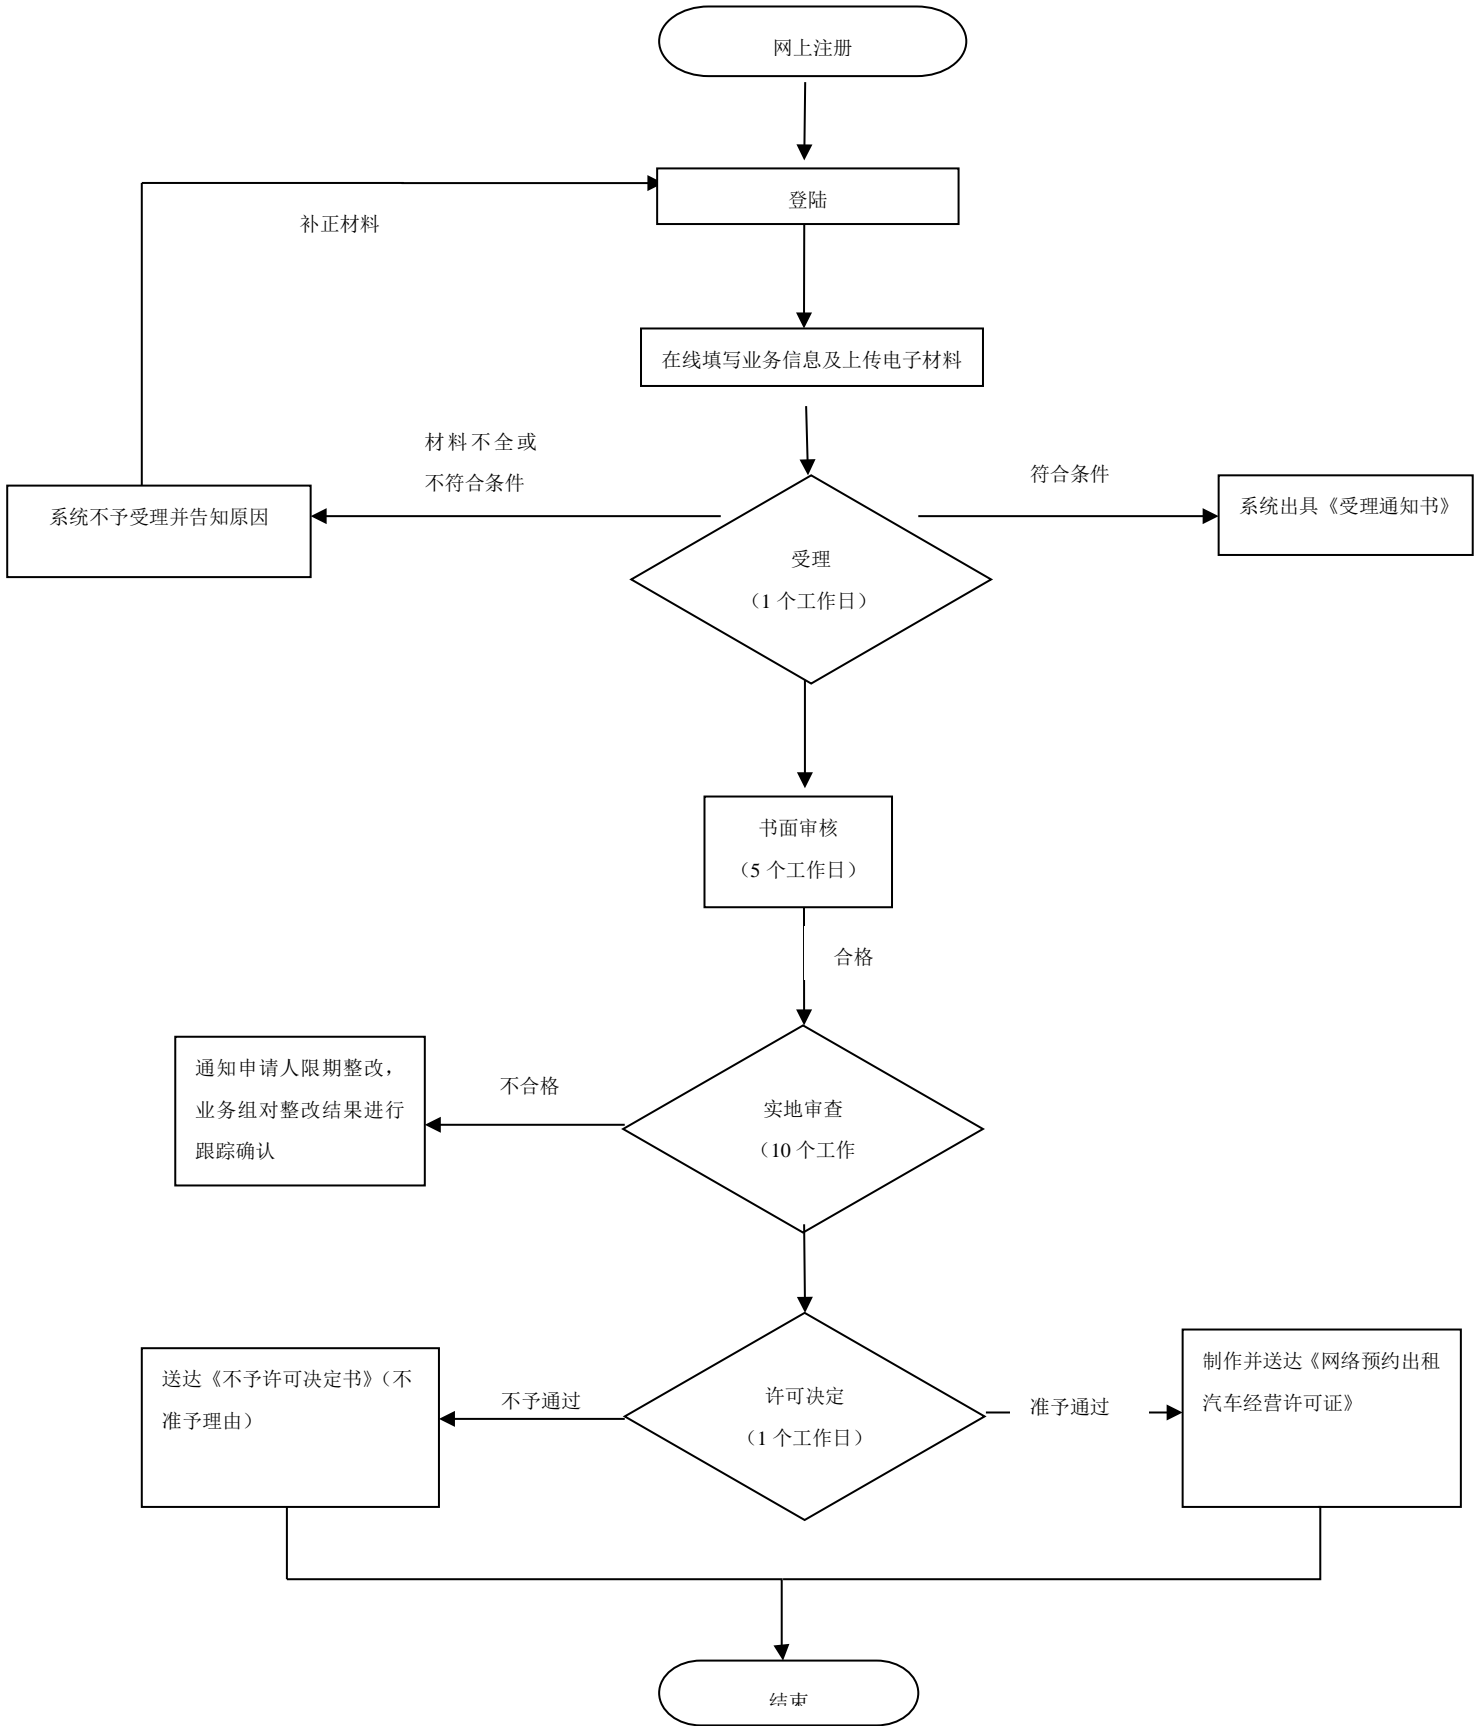 网上注册
登陆
补正材料
在线填写业务信息及上传电子材料
材料不全或
不符合条件
符合条件
系统不予受理并告知原因
系统出具《受理通知书》
受理
（1 个工作日）
书面审核
（5 个工作日）
合格
通知申请人限期整改，
业务组对整改结果进行
跟踪确认
不合格
实地审查
（10 个工作
送达《不予许可决定书》（不
准予理由）
不予通过
许可决定
（1 个工作日）
准予通过
制作并送达《网络预约出租
汽车经营许可证》
结束